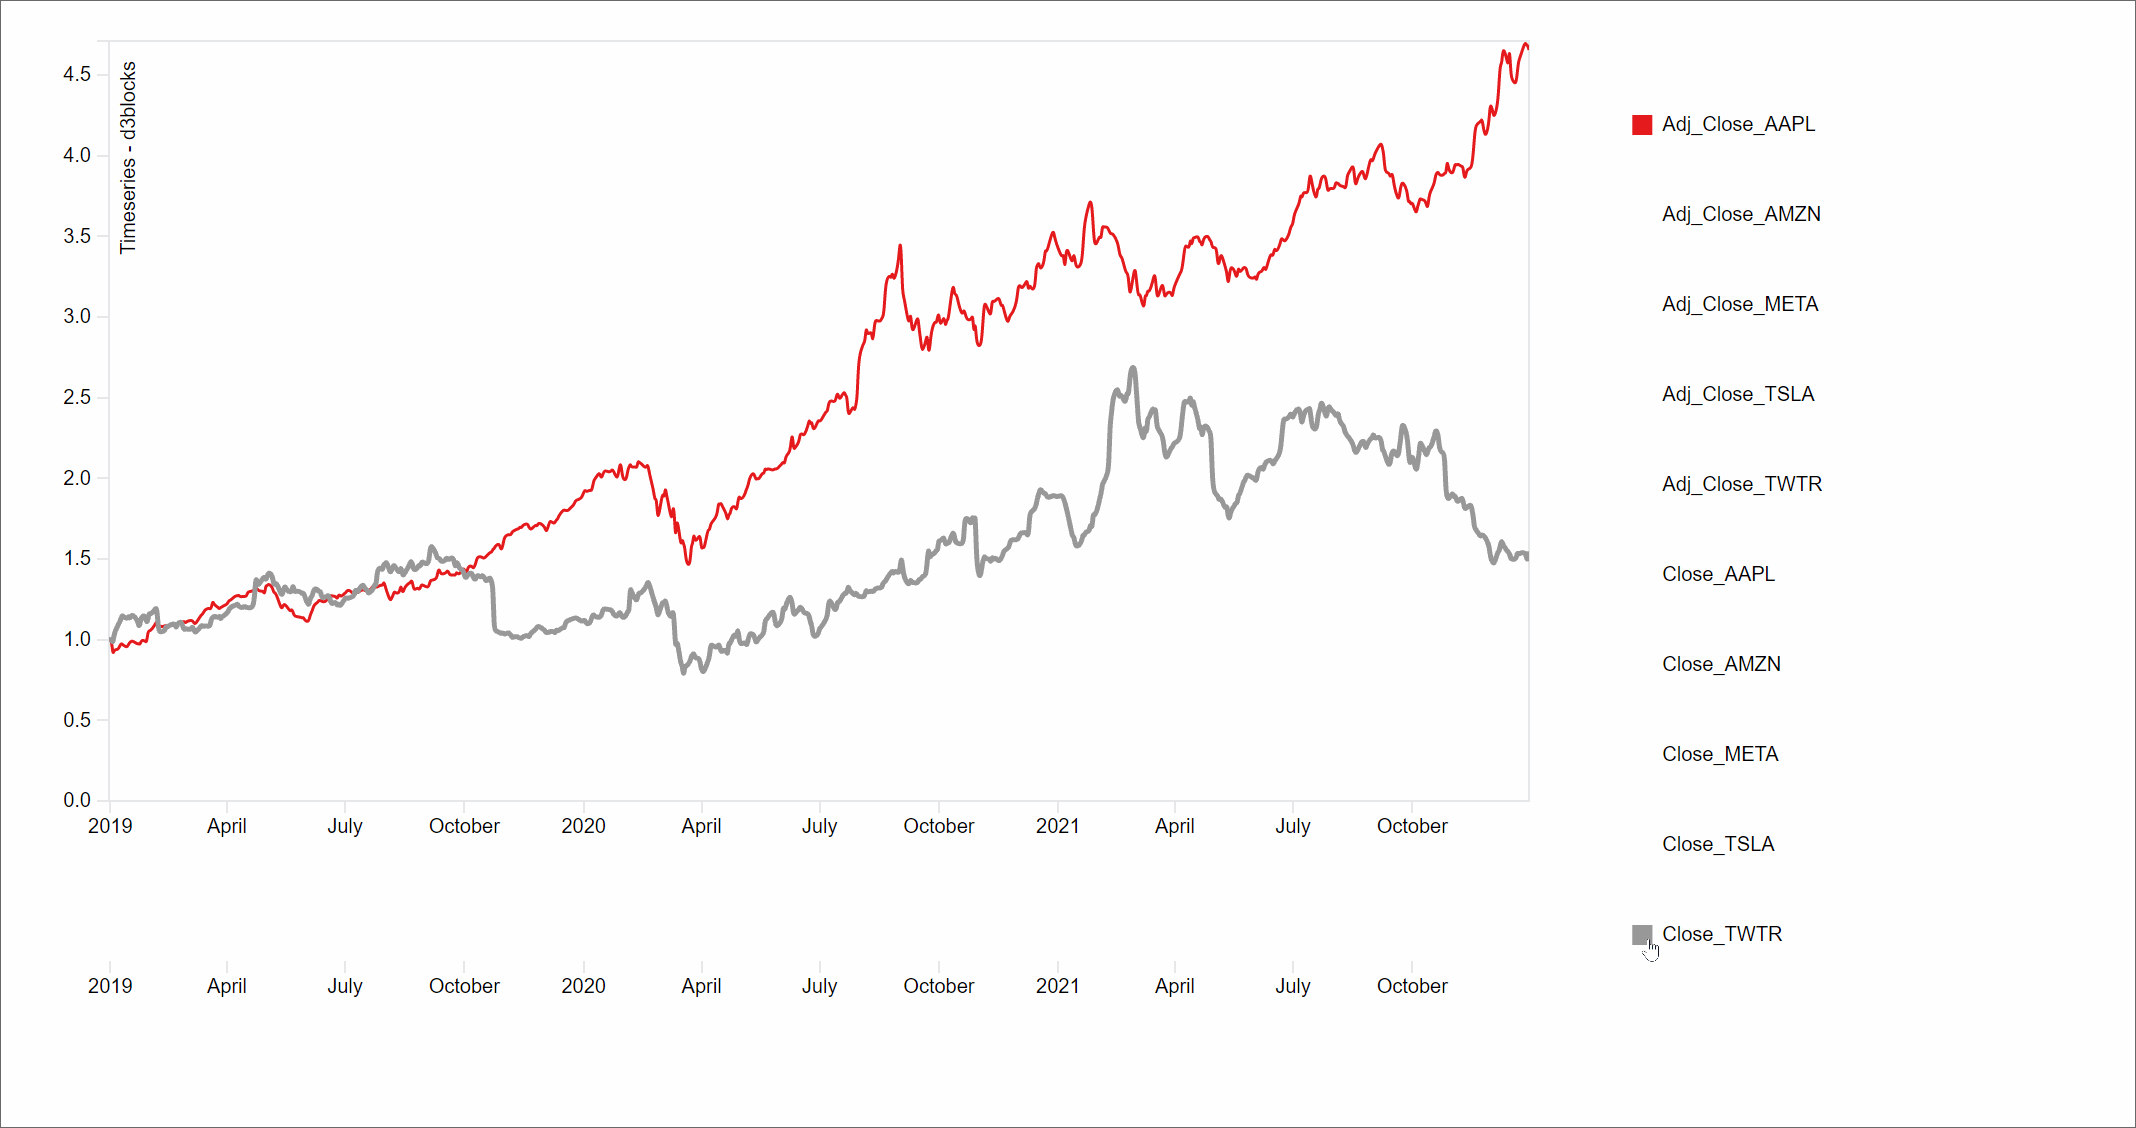 Timeseries - d3blocks
4.5
4.0
3.5
3.0
2.5
2.0
1.5
1.0
0.5
0.0
2019 April July October 2020 April July October 2021 April July October
2019 April July October 2020 April July October 2021 April July October
Adj_Close_AAPL
Adj_Close_AMZN
Adj_Close_META
Adj_Close_TSLA
Adj_Close_TWTR
Close_AAPL
Close_AMZN
Close_META
Close_TSLA
Close_TWTR